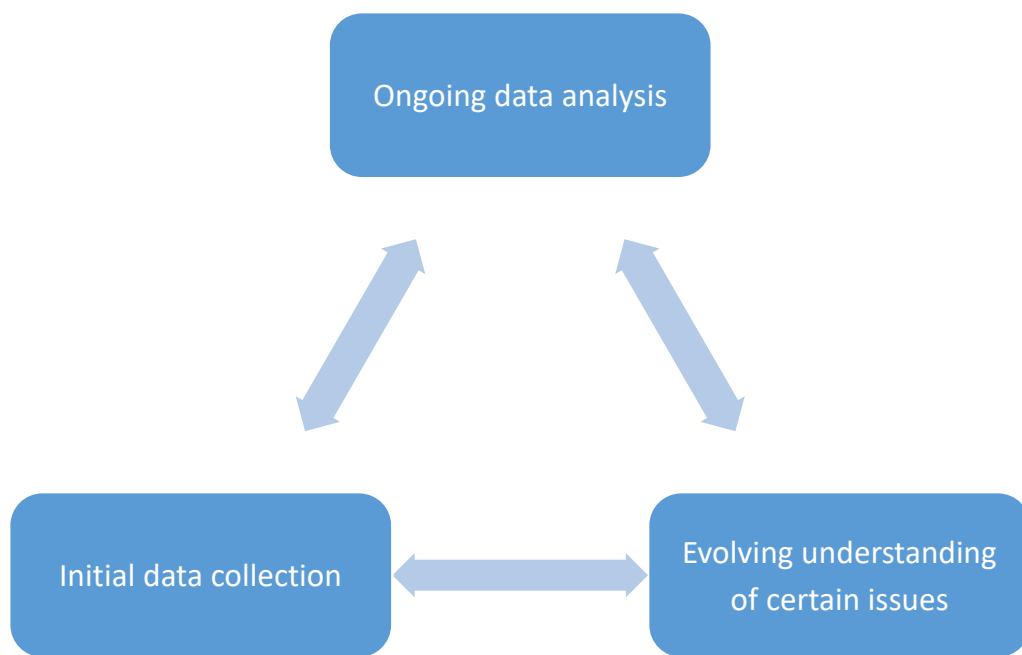 Ongoing data analysis
Initial data collection
Evolving understanding
of certain issues